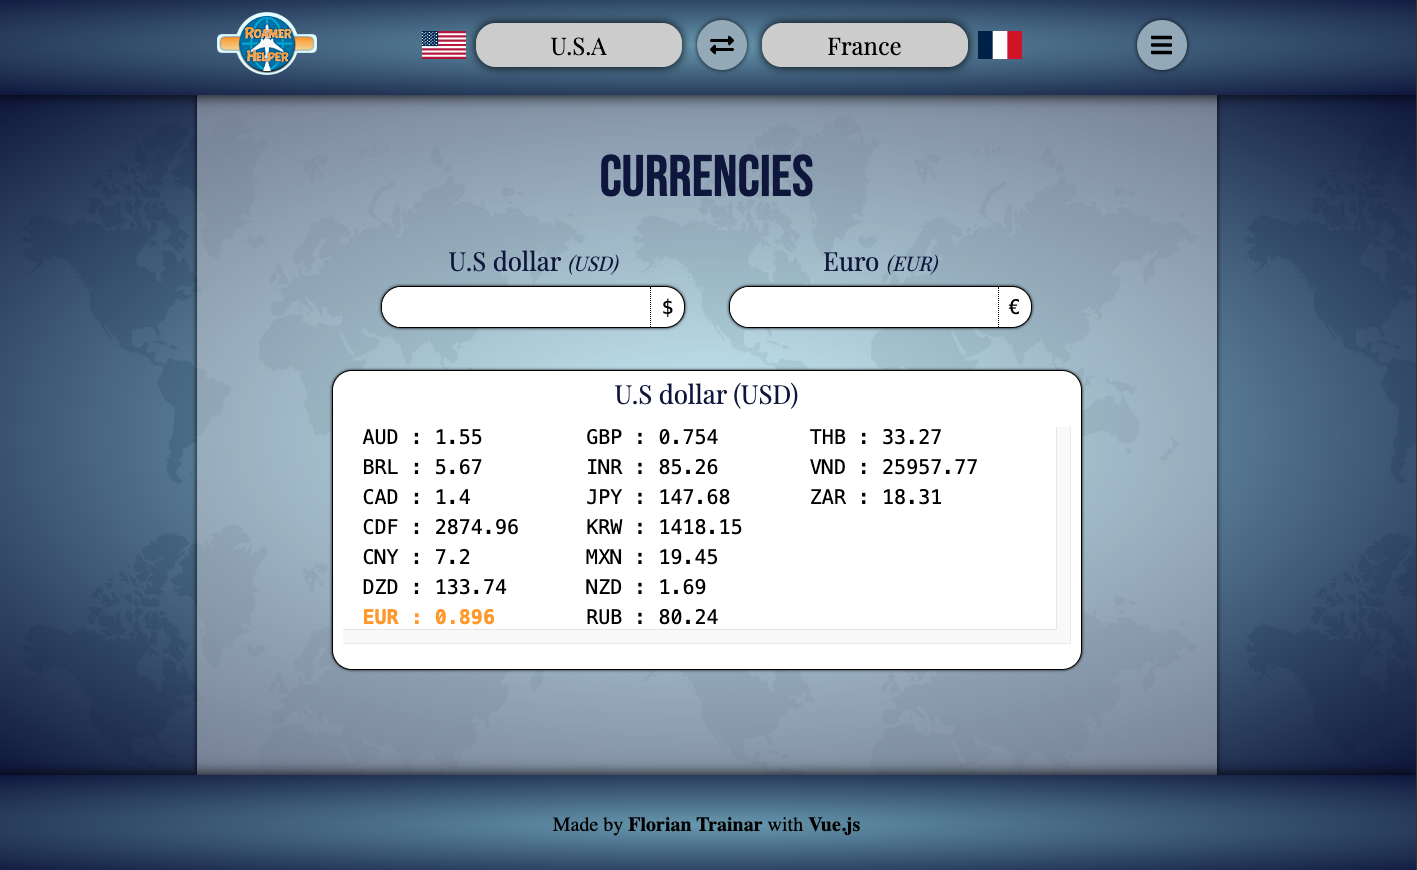 ROAMER
HELPER
U.S.A
France
CURRENCIES
U.S dollar (USD)
Euro (EUR)
$
€
U.S dollar (USD)
AUD : 1.55
BRL : 5.67
CAD : 1.4
CDF : 2874.96
CNY : 7.2
DZD : 133.74
EUR : 0.896
GBP : 0.754
INR : 85.26
JPY : 147.68
KRW : 1418.15
MXN : 19.45
NZD : 1.69
RUB : 80.24
THB : 33.27
VND : 25957.77
ZAR : 18.31
Made by Florian Trainar with Vue.js